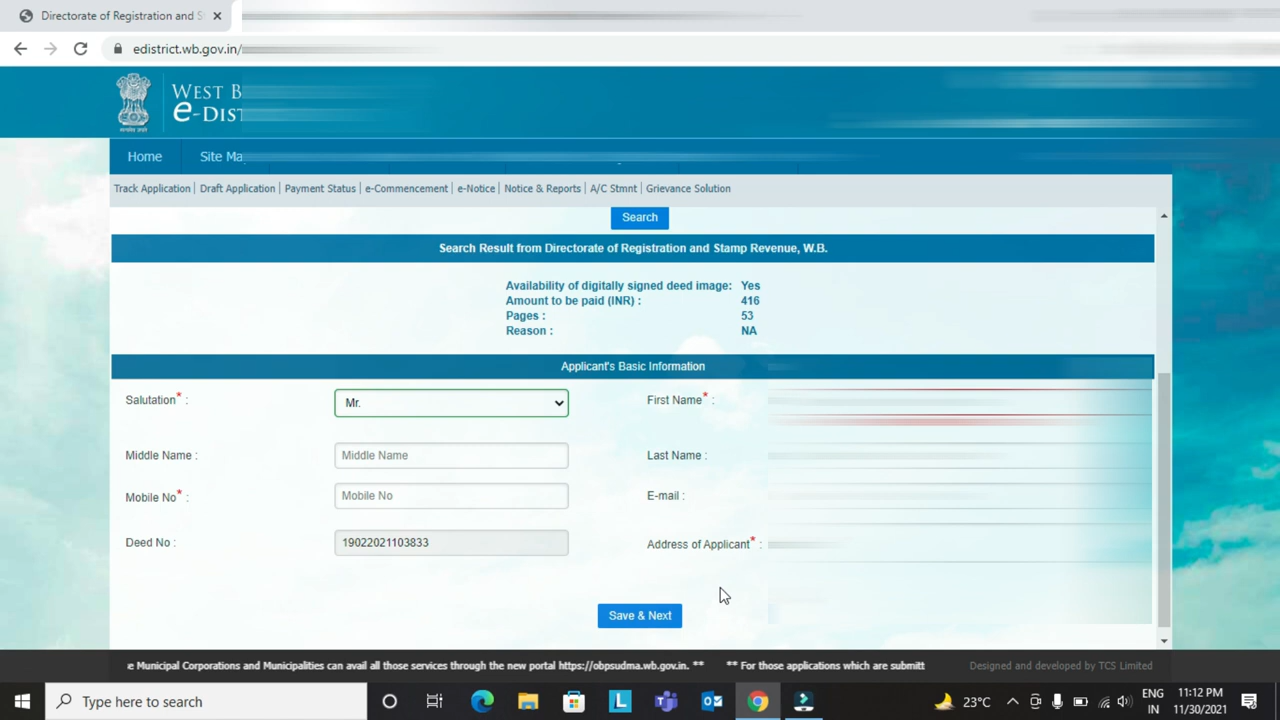 Directorate of Registration and S
edistrict.wb.gov.in/
WEST B
e-DIST
Home Site Ma
Track Application | Draft Application | Payment Status | e-Commencement | e-Notice | Notice & Reports | A/C Stmnt | Grievance Solution
Search
Search Result from Directorate of Registration and Stamp Revenue, W.B.
Availability of digitally signed deed image: Yes
Amount to be paid (INR) : 416
Pages : 53
Reason : NA
Applicant's Basic Information
Salutation* : Mr. First Name* :
Middle Name : Middle Name Last Name :
Mobile No* : Mobile No E-mail :
Deed No : 19022021103833 Address of Applicant* :
Save & Next
e Municipal Corporations and Municipalities can avail all those services through the new portal https://obpsudma.wb.gov.in. ** ** For those applications which are submitt Designed and developed by TCS Limited
Type here to search 23°C ENG 11:12 PM
IN 11/30/2021